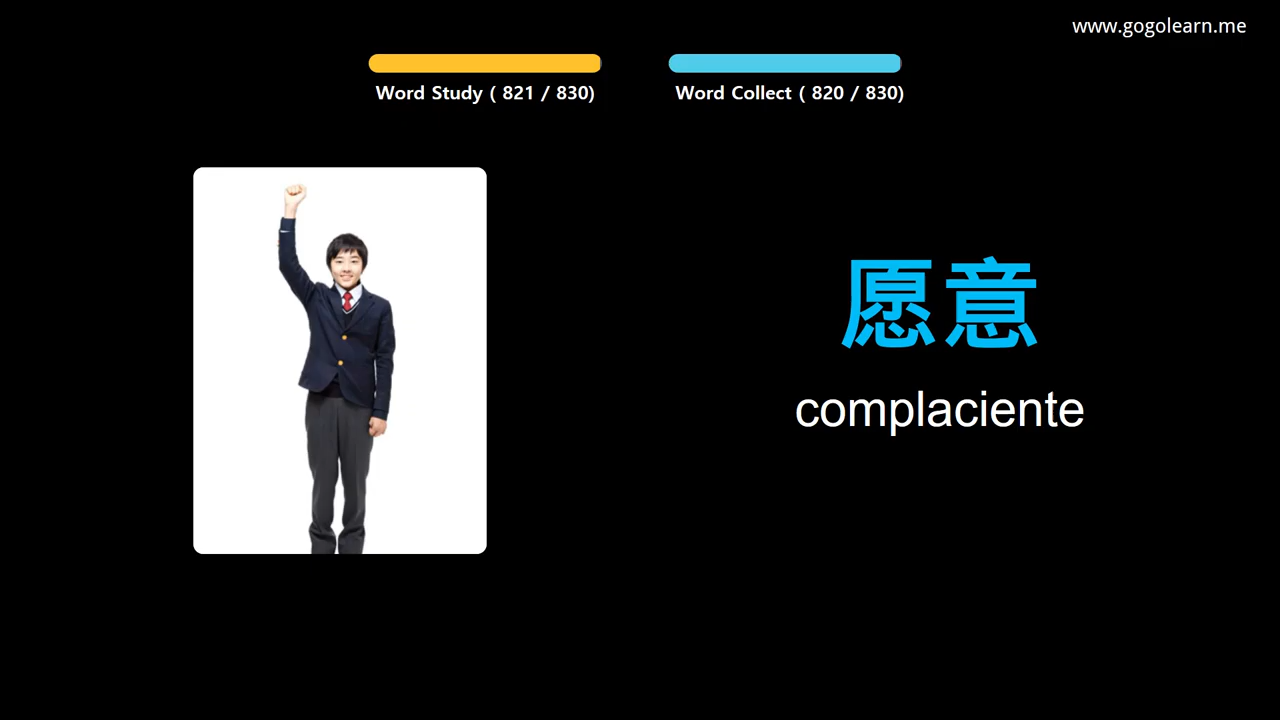 www.gogolearn.me
Word Study ( 821 / 830)
Word Collect ( 820 / 830)
愿意
complaciente